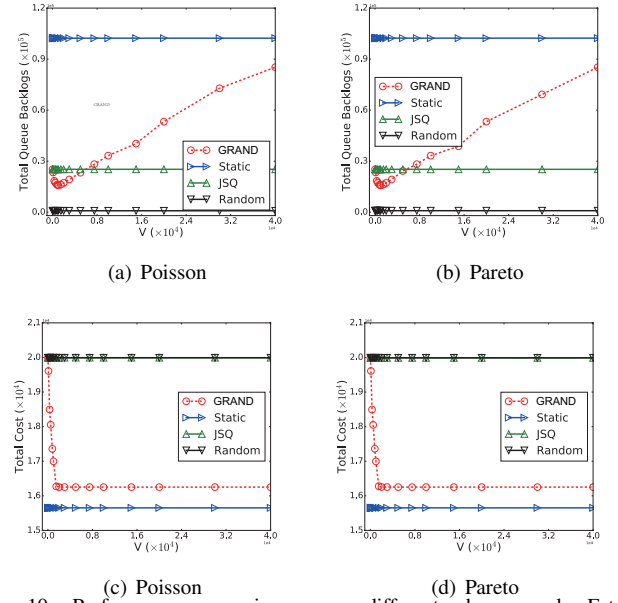 1.2
0.9
0.6
0.3
0.0
Total Queue Backlogs (×10⁵)
GRAND
GRAND
Static
JSQ
Random
0.0 0.8 1.6 2.4 3.2 4.0
V (×10⁴)
1e4
(a) Poisson
1.2
0.9
0.6
0.3
0.0
Total Queue Backlogs (×10⁵)
GRAND
Static
JSQ
Random
0.0 0.8 1.6 2.4 3.2 4.0
V (×10⁴)
1e4
(b) Pareto
2.1
2.0
1.9
1.8
1.7
1.6
1.5
Total Cost (×10⁴)
GRAND
Static
JSQ
Random
0.0 0.8 1.6 2.4 3.2 4.0
V (×10⁴)
1e4
(c) Poisson
2.1
2.0
1.9
1.8
1.7
1.6
1.5
Total Cost (×10⁴)
GRAND
Static
JSQ
Random
0.0 0.8 1.6 2.4 3.2 4.0
V (×10⁴)
1e4
(d) Pareto